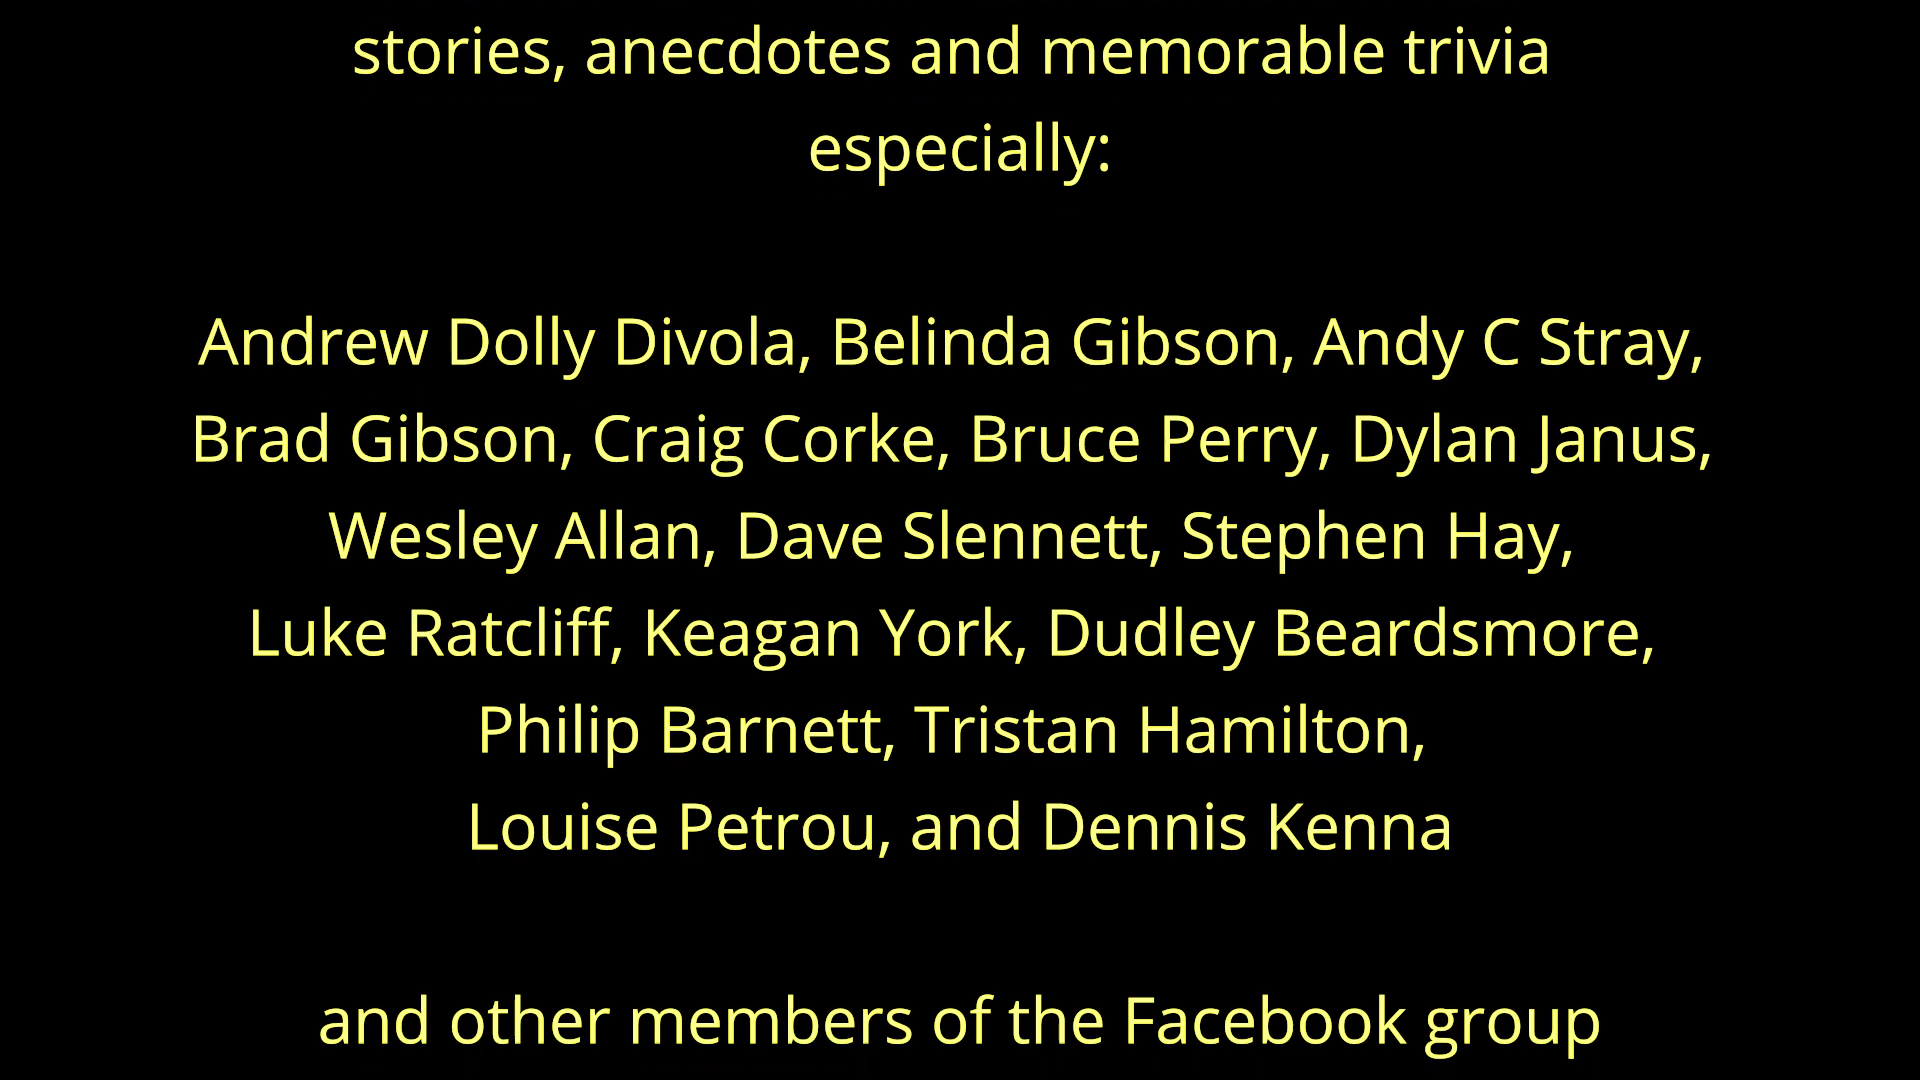 stories, anecdotes and memorable trivia
especially:
Andrew Dolly Divola, Belinda Gibson, Andy C Stray,
Brad Gibson, Craig Corke, Bruce Perry, Dylan Janus,
Wesley Allan, Dave Slennett, Stephen Hay,
Luke Ratcliff, Keagan York, Dudley Beardsmore,
Philip Barnett, Tristan Hamilton,
Louise Petrou, and Dennis Kenna
and other members of the Facebook group